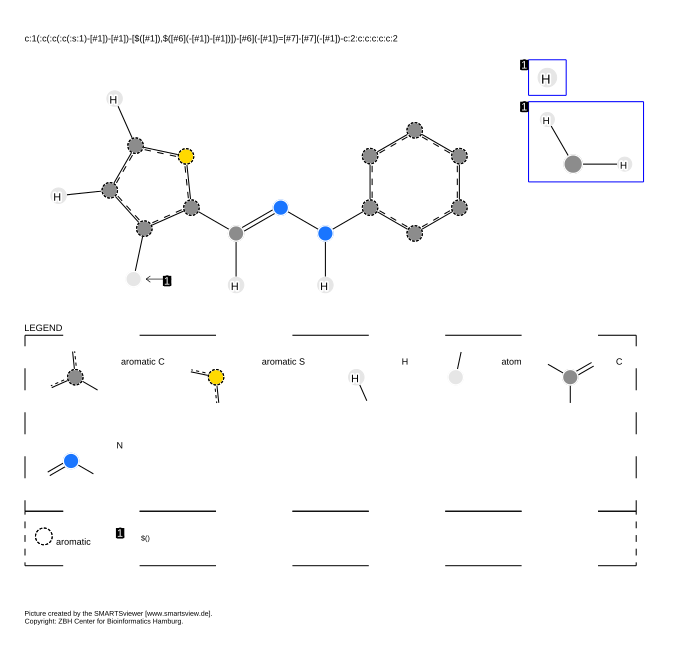 c:1(:c(:c(:c(:s:1)-[#1])-[#1])-[$([#1]),$([#6](-[#1])-[#1])])-[#6](-[#1])=[#7]-[#7](-[#1])-c:2:c:c:c:c:c:2
1
H
1
H
H
H
H
1
H
H
LEGEND
aromatic C
aromatic S
H
H
atom
C
N
aromatic
1
$()
Picture created by the SMARTSviewer [www.smartsview.de].
Copyright: ZBH Center for Bioinformatics Hamburg.